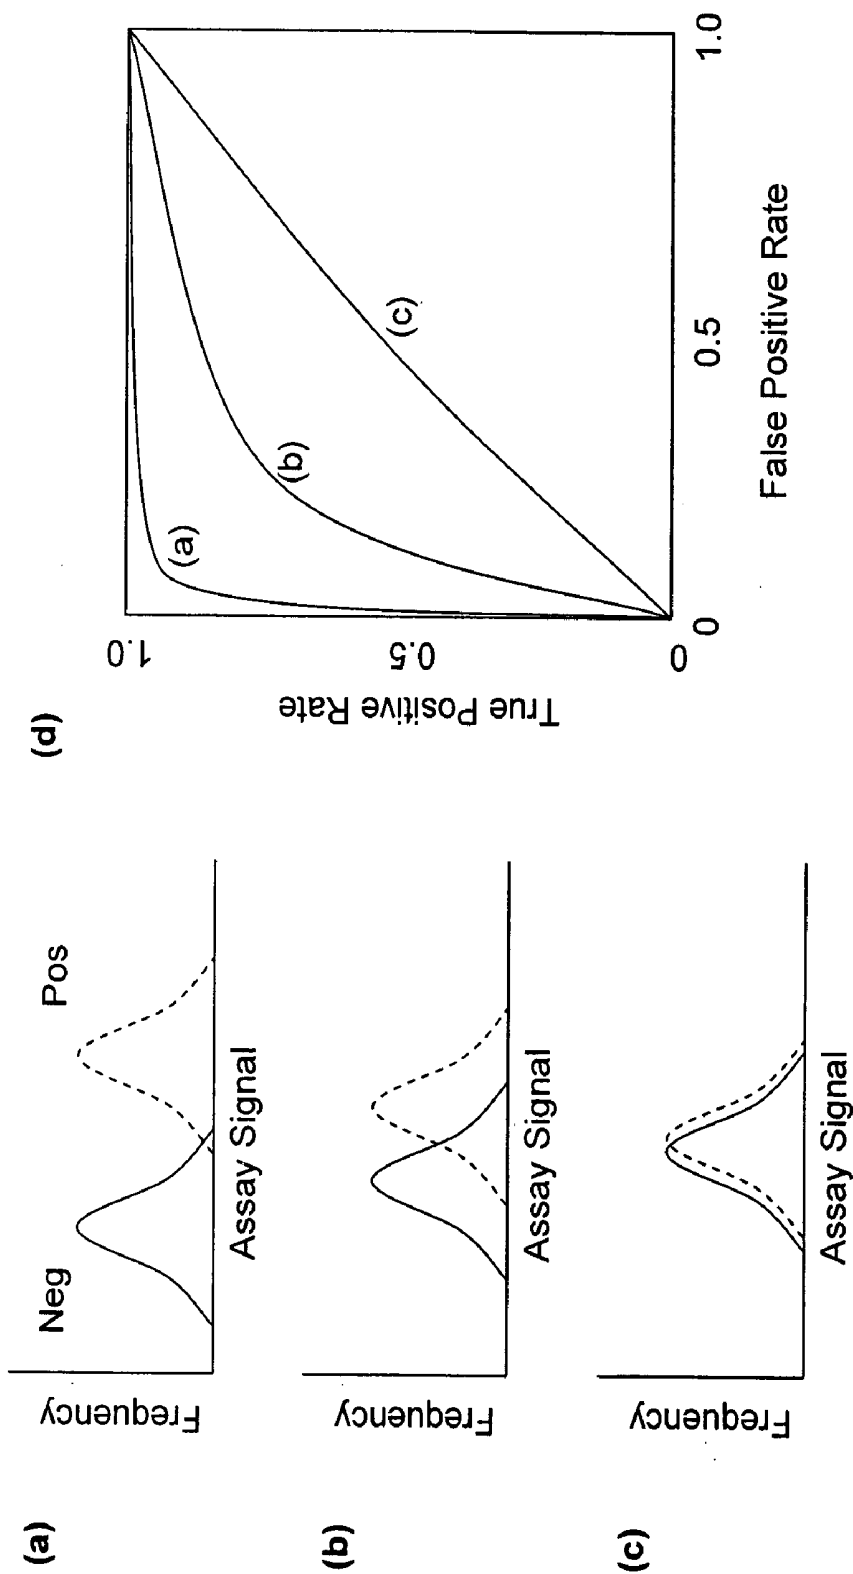 (a)
Frequency
Neg
Pos
Assay Signal
(b)
Frequency
Assay Signal
(c)
Frequency
Assay Signal
(d)
True Positive Rate
1.0
0.5
0
(a)
(b)
(c)
0
0.5
1.0
False Positive Rate